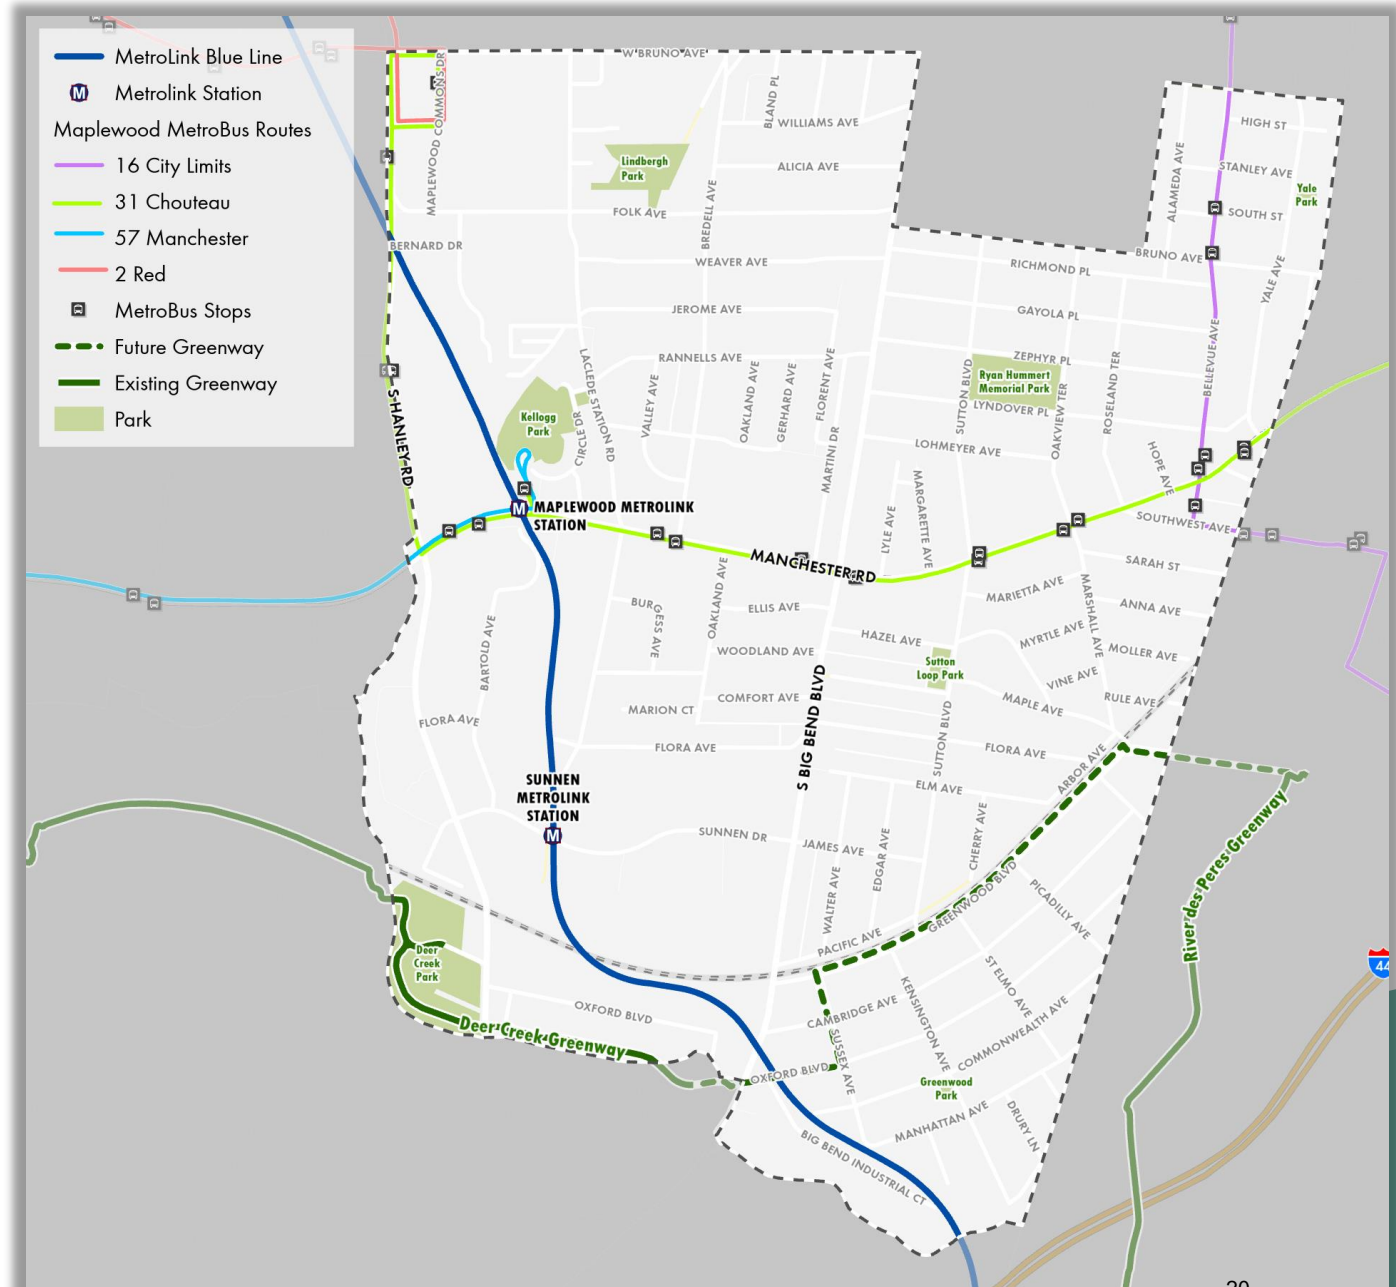 MetroLink Blue Line
Metrolink Station
Maplewood MetroBus Routes
16 City Limits
31 Chouteau
57 Manchester
2 Red
MetroBus Stops
Future Greenway
Existing Greenway
Park
W BRUNO AVE
MAPLEWOOD COMMONS DR
BLAND PL
WILLIAMS AVE
HIGH ST
Lindbergh
Park
ALICIA AVE
ALAMEDA AVE
STANLEY AVE
Yale
Park
BREDELL AVE
FOLK AVE
SOUTH ST
BERNARD DR
WEAVER AVE
BRUNO AVE
RICHMOND PL
YALE AVE
JEROME AVE
GAYOLA PL
BELLEVUE AVE
LACLEDE STATION RD
RANNELLS AVE
ZEPHYR PL
S HANLEY RD
VALLEY AVE
OAKLAND AVE
GERHARD AVE
FLORENT AVE
SUTTON BLVD
Ryan Hummert
Memorial Park
OAKVIEW TER
ROSELAND TER
LYNDOVER PL
Kellogg
Park
CIRCLE DR
MARTINI DR
LOHMEYER AVE
HOPE AVE
MAPLEWOOD METROLINK
STATION
LYLE AVE
MARGARETTE AVE
SOUTHWEST AVE
MANCHESTER RD
SARAH ST
OAKLAND AVE
MARIETTA AVE
MARSHALL AVE
ANNA AVE
BURGESS AVE
ELLIS AVE
BARTOLD AVE
HAZEL AVE
MYRTLE AVE
WOODLAND AVE
MOLLER AVE
Sutton
Loop Park
VINE AVE
COMFORT AVE
MAPLE AVE
RULE AVE
MARION CT
S BIG BEND BLVD
FLORA AVE
SUTTON BLVD
FLORA AVE
FLORA AVE
ARBOR AVE
SUNNEN
METROLINK
STATION
ELM AVE
SUNNEN DR
JAMES AVE
EDGAR AVE
CHERRY AVE
River des Peres Greenway
WALTER AVE
GREENWOOD BLVD
PICADILLY AVE
PACIFIC AVE
Deer
Creek
Park
ST ELMO AVE
KENSINGTON AVE
44
OXFORD BLVD
CAMBRIDGE AVE
COMMONWEALTH AVE
Deer Creek Greenway
SUSSEX AVE
OXFORD BLVD
Greenwood
Park
MANHATTAN AVE
DRURY LN
BIG BEND INDUSTRIAL CT